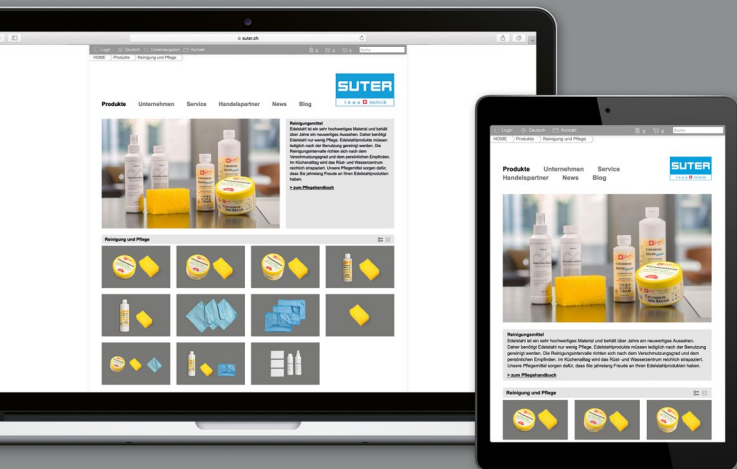 suter.ch
Login Deutsch Kontakt
Suche
HOME Produkte Reinigung und Pflege
SUTER
inox technik
Produkte Unternehmen Service Handelspartner News Blog
Reinigungsmittel
Edelstahl ist ein sehr hochwertiges Material und behält
über Jahre ein neuwertiges Aussehen. Daher benötigt
Edelstahl nur wenig Pflege. Edelstahlprodukte müssen
lediglich nach der Benutzung gereinigt werden. Die
Reinigungsintervalle richten sich nach dem
Verschmutzungsgrad und dem persönlichen Empfinden.
Im Küchenalltag wird das Rüst- und Wasserzentrum
reichlich strapaziert. Unsere Pflegemittel sorgen dafür,
dass Sie jahrelang Freude an Ihren Edelstahlprodukten
haben.
> zum Pflegehandbuch
Reinigung und Pflege
Login Deutsch Kontakt
Suche
HOME Produkte Reinigung und Pflege
SUTER
inox technik
Produkte Unternehmen Service
Handelspartner News Blog
Reinigungsmittel
Edelstahl ist ein sehr hochwertiges Material und behält über Jahre ein neuwertiges Aussehen.
Daher benötigt Edelstahl nur wenig Pflege. Edelstahlprodukte müssen lediglich nach der Benutzung
gereinigt werden. Die Reinigungsintervalle richten sich nach dem Verschmutzungsgrad und dem
persönlichen Empfinden. Im Küchenalltag wird das Rüst- und Wasserzentrum reichlich strapaziert.
Unsere Pflegemittel sorgen dafür, dass Sie jahrelang Freude an Ihren Edelstahlprodukten haben.
> zum Pflegehandbuch
Reinigung und Pflege